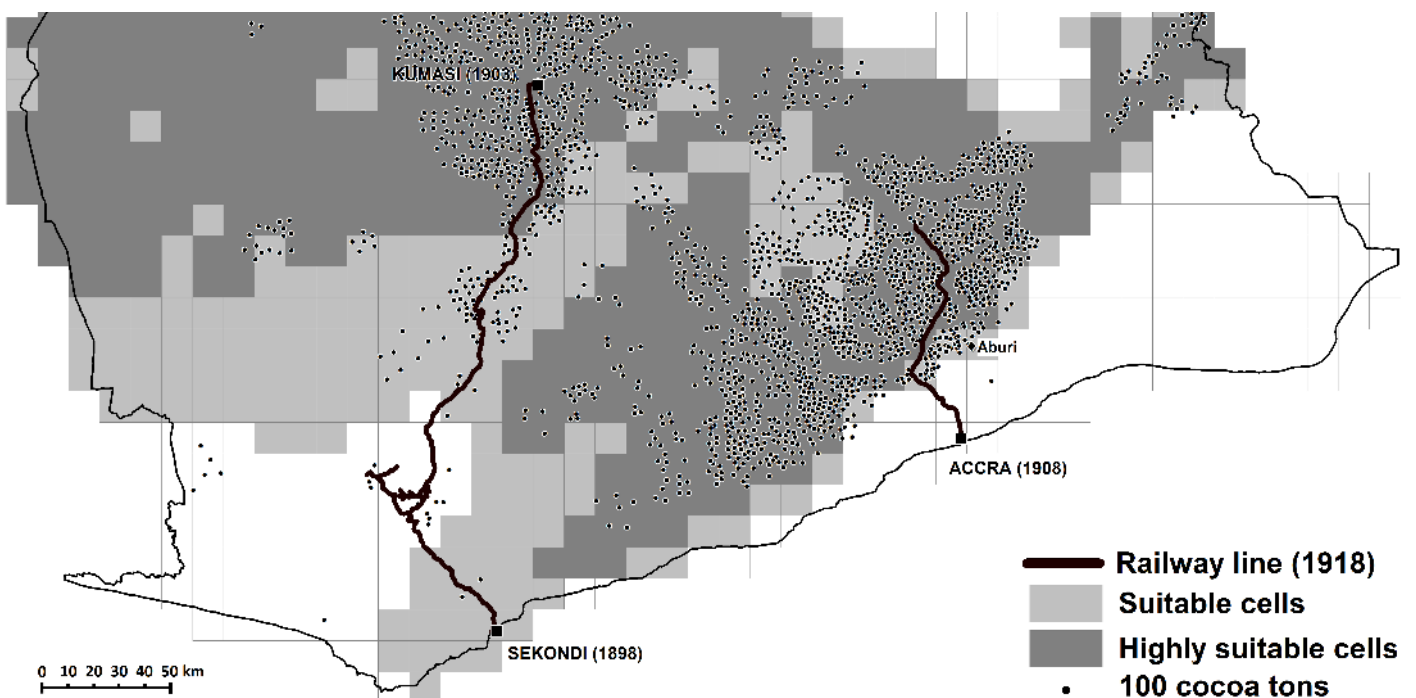 KUMASI (1903)
Aburi
ACCRA (1908)
SEKONDI (1898)
Railway line (1918)
Suitable cells
Highly suitable cells
100 cocoa tons
0 10 20 30 40 50 km